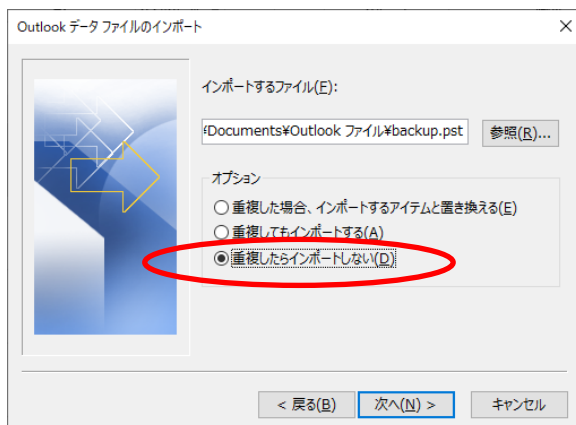 Outlook データ ファイルのインポート
インポートするファイル(F):
¥Documents¥Outlook ファイル¥backup.pst
参照(R)...
オプション
重複した場合、インポートするアイテムと置き換える(E)
重複してもインポートする(A)
重複したらインポートしない(D)
< 戻る(B)
次へ(N) >
キャンセル